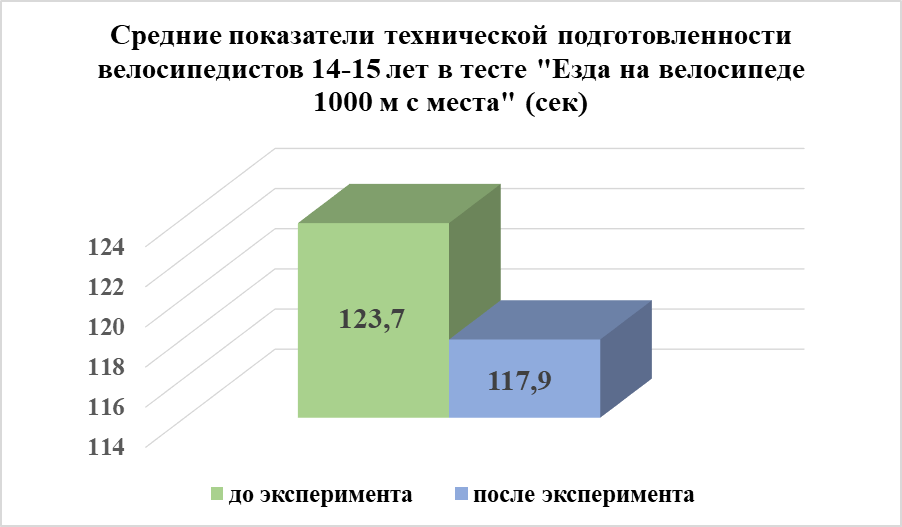 Средние показатели технической подготовленности
велосипедистов 14-15 лет в тесте "Езда на велосипеде
1000 м с места" (сек)
124
122
120
118
116
114
123,7
117,9
до эксперимента
после эксперимента